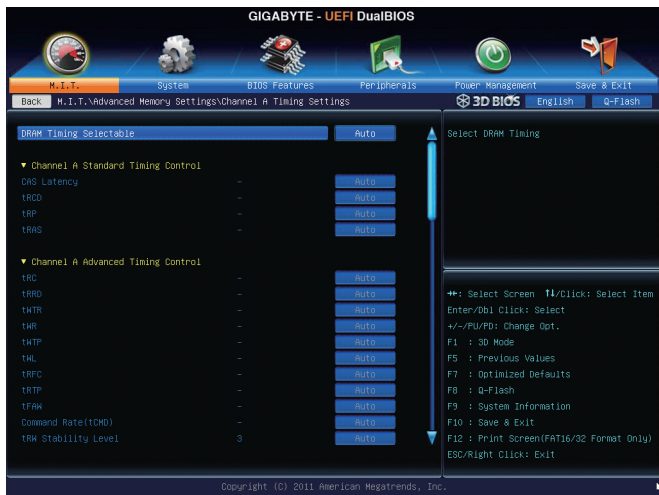 GIGABYTE - UEFI DualBIOS
M.I.T.
System
BIOS Features
Peripherals
Power Management
Save & Exit
Back M.I.T.\Advanced Memory Settings\Channel A Timing Settings
3D BIOS English Q-Flash
DRAM Timing Selectable Auto
▼ Channel A Standard Timing Control
CAS Latency - Auto
tRCD - Auto
tRP - Auto
tRAS - Auto
▼ Channel A Advanced Timing Control
tRC - Auto
tRRD - Auto
tWTR - Auto
tWR - Auto
tWTP - Auto
tWL - Auto
tRFC - Auto
tRTP - Auto
tFAW - Auto
Command Rate(tCMD) - Auto
tRW Stability Level 3 Auto
Select DRAM Timing
→←: Select Screen ↑↓/Click: Select Item
Enter/Dbl Click: Select
+/-/PU/PD: Change Opt.
F1 : 3D Mode
F5 : Previous Values
F7 : Optimized Defaults
F8 : Q-Flash
F9 : System Information
F10 : Save & Exit
F12 : Print Screen(FAT16/32 Format Only)
ESC/Right Click: Exit
Copyright (C) 2011 American Megatrends, Inc.